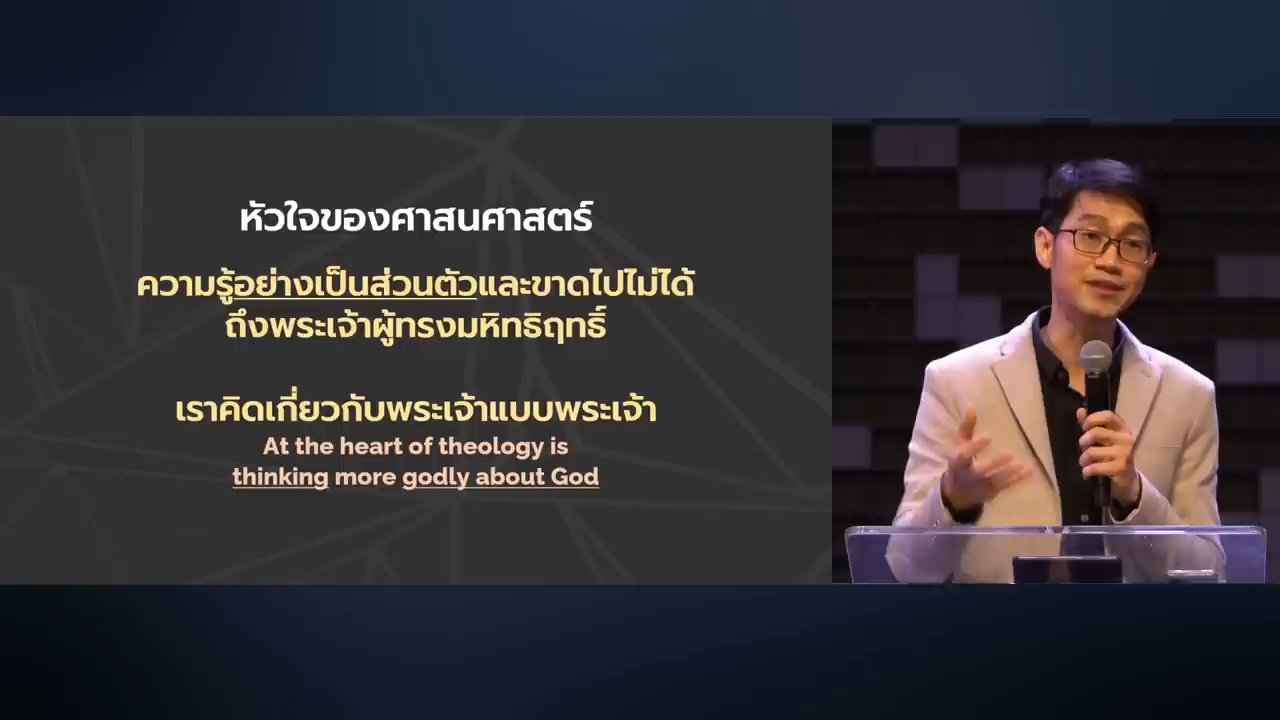 หัวใจของศาสนศาสตร์
ความรู้อย่างเป็นส่วนตัวและขาดไปไม่ได้
ถึงพระเจ้าผู้ทรงมหิทธิฤทธิ์
เราคิดเกี่ยวกับพระเจ้าแบบพระเจ้า
At the heart of theology is
thinking more godly about God